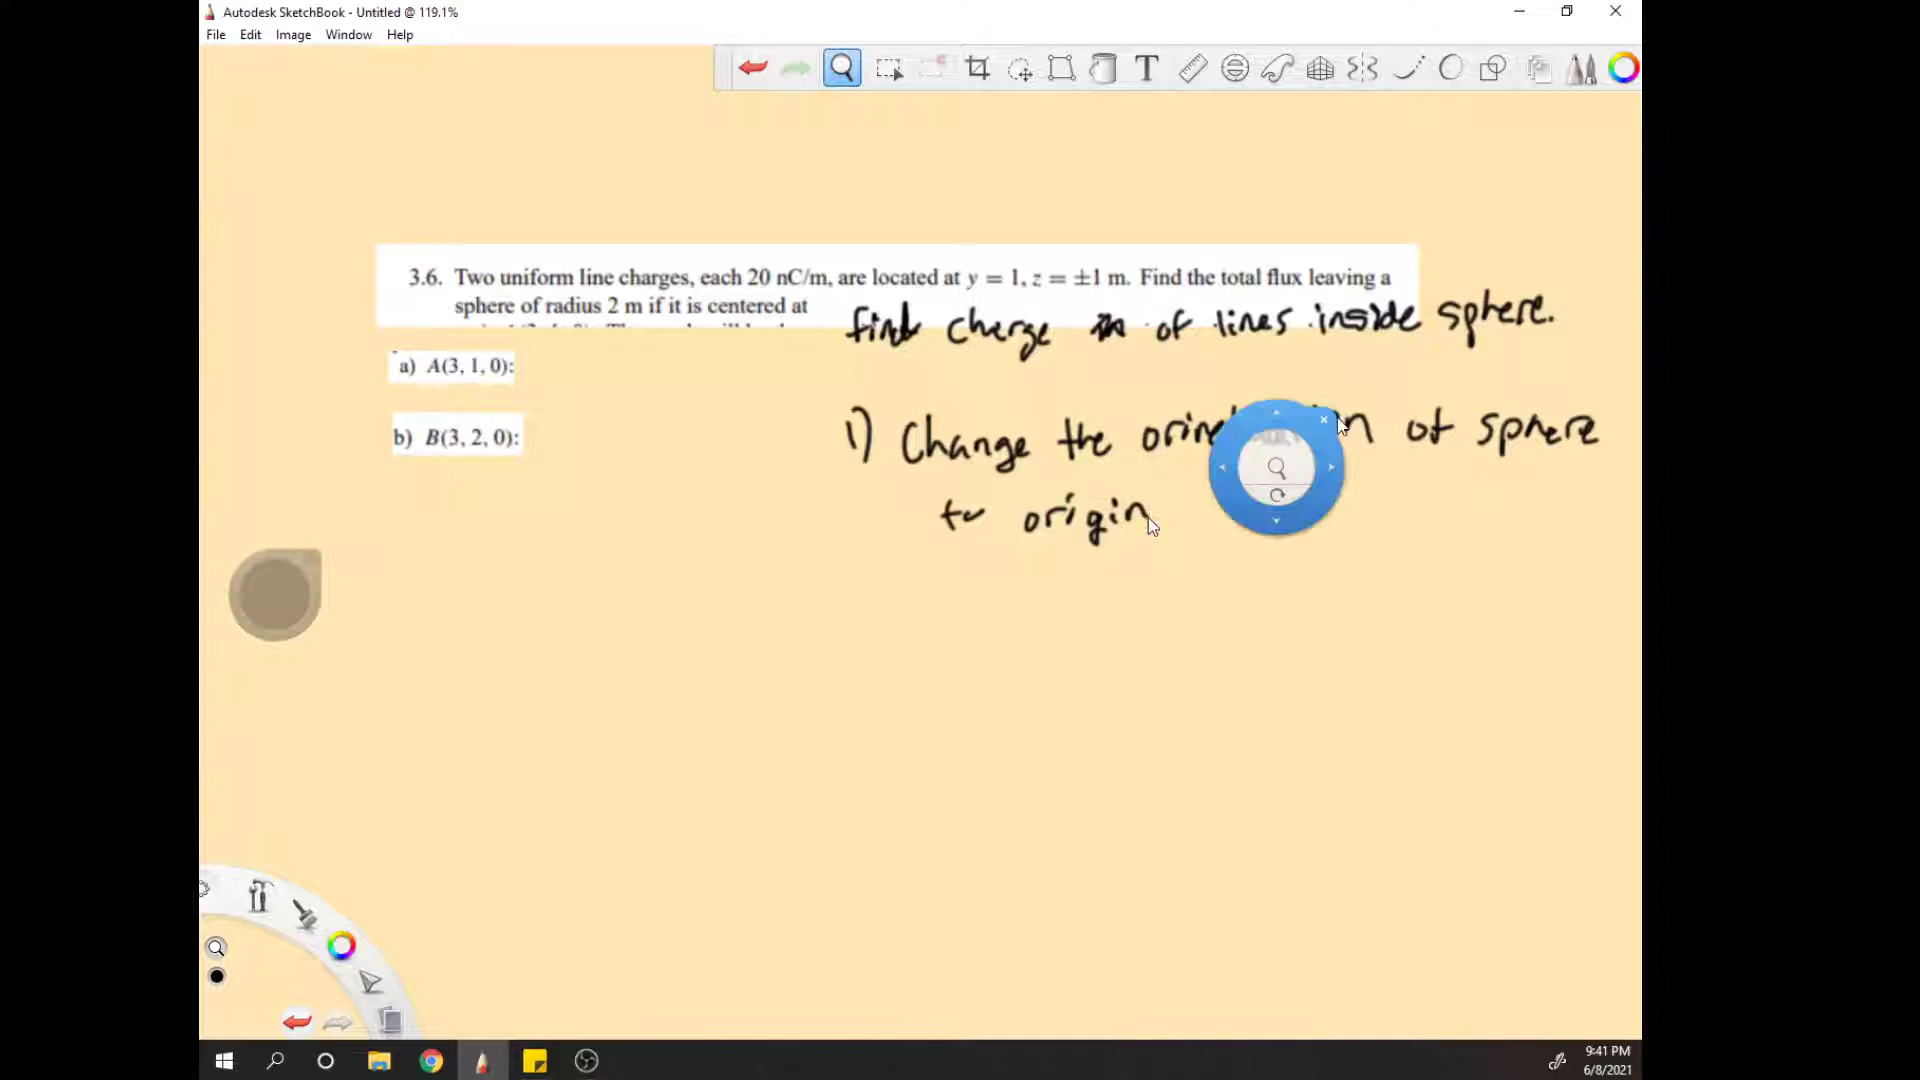 Autodesk SketchBook - Untitled @ 119.1%
File Edit Image Window Help
3.6. Two uniform line charges, each 20 nC/m, are located at y = 1, z = ±1 m. Find the total flux leaving a
sphere of radius 2 m if it is centered at
find charge of lines inside sphere.
a) A(3, 1, 0):
b) B(3, 2, 0):
1) Change the of sphere
to origin
9:41 PM
6/8/2021